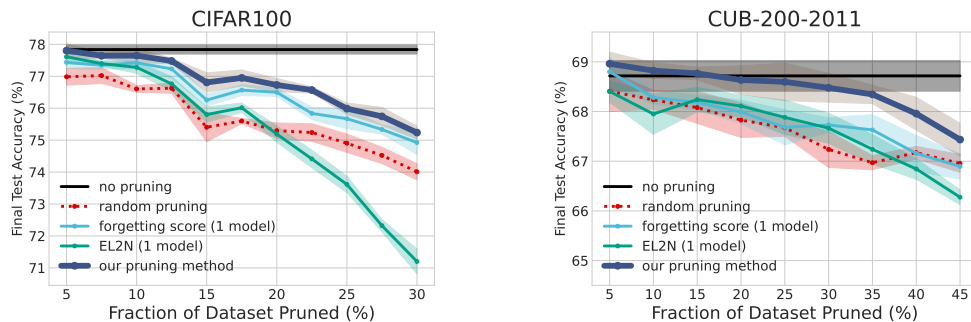 CIFAR100
78
77
76
75
74
73
72
71
Final Test Accuracy (%)
no pruning
random pruning
forgetting score (1 model)
EL2N (1 model)
our pruning method
5 10 15 20 25 30
Fraction of Dataset Pruned (%)
CUB-200-2011
69
68
67
66
65
Final Test Accuracy (%)
no pruning
random pruning
forgetting score (1 model)
EL2N (1 model)
our pruning method
5 10 15 20 25 30 35 40 45
Fraction of Dataset Pruned (%)